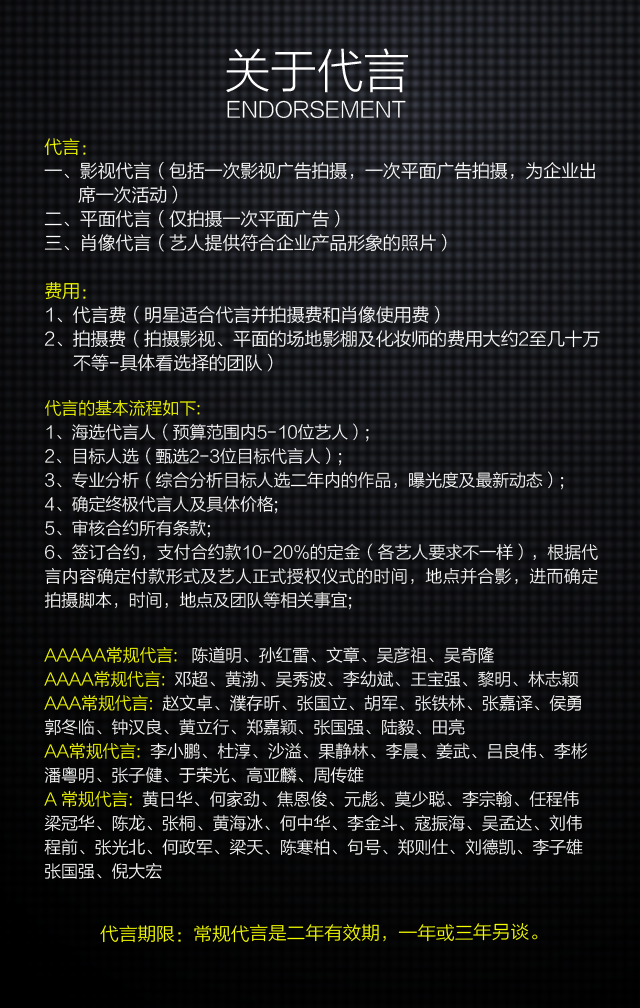 关于代言
ENDORSEMENT
代言：
一、影视代言（包括一次影视广告拍摄，一次平面广告拍摄，为企业出
席一次活动）
二、平面代言（仅拍摄一次平面广告）
三、肖像代言（艺人提供符合企业产品形象的照片）
费用：
1、代言费（明星适合代言并拍摄费和肖像使用费）
2、拍摄费（拍摄影视、平面的场地影棚及化妆师的费用大约2至几十万
不等-具体看选择的团队）
代言的基本流程如下:
1、海选代言人（预算范围内5-10位艺人）;
2、目标人选（甄选2-3位目标代言人）;
3、专业分析（综合分析目标人选二年内的作品，曝光度及最新动态）;
4、确定终极代言人及具体价格;
5、审核合约所有条款;
6、签订合约，支付合约款10-20%的定金（各艺人要求不一样），根据代
言内容确定付款形式及艺人正式授权仪式的时间，地点并合影，进而确定
拍摄脚本，时间，地点及团队等相关事宜;
AAAAA常规代言: 陈道明、孙红雷、文章、吴彦祖、吴奇隆
AAAA常规代言: 邓超、黄渤、吴秀波、李幼斌、王宝强、黎明、林志颖
AAA常规代言: 赵文卓、濮存昕、张国立、胡军、张铁林、张嘉译、侯勇
郭冬临、钟汉良、黄立行、郑嘉颖、张国强、陆毅、田亮
AA常规代言: 李小鹏、杜淳、沙溢、果静林、李晨、姜武、吕良伟、李彬
潘粤明、张子健、于荣光、高亚麟、周传雄
A 常规代言: 黄日华、何家劲、焦恩俊、元彪、莫少聪、李宗翰、任程伟
梁冠华、陈龙、张桐、黄海冰、何中华、李金斗、寇振海、吴孟达、刘伟
程前、张光北、何政军、梁天、陈寒柏、句号、郑则仕、刘德凯、李子雄
张国强、倪大宏
代言期限：常规代言是二年有效期，一年或三年另谈。